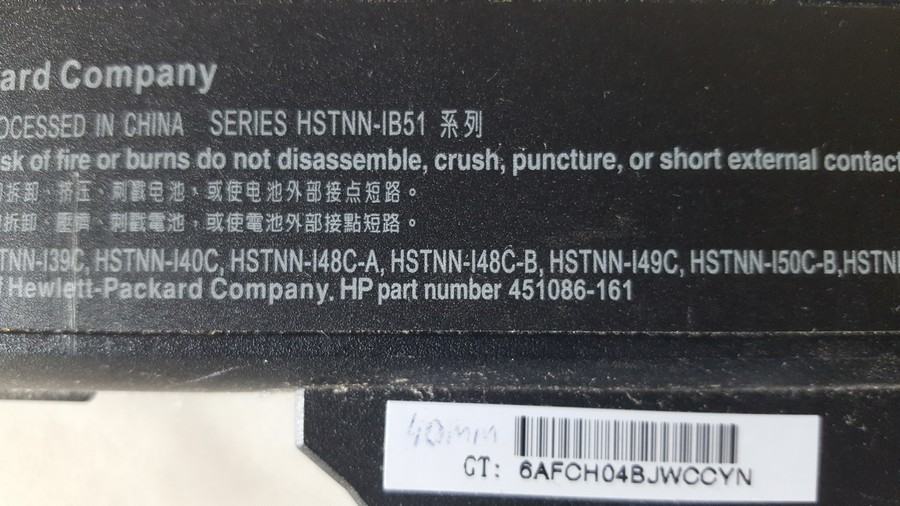 ard Company
OCESSED IN CHINA SERIES HSTNN-IB51 系列
sk of fire or burns do not disassemble, crush, puncture, or short external contact
拆卸、挤压、刺戳电池，或使电池外部接点短路。
拆卸、壓擠、刺戳電池，或使電池外部接點短路。
TNN-I39C, HSTNN-I40C, HSTNN-I48C-A, HSTNN-I48C-B, HSTNN-I49C, HSTNN-I50C-B,HSTN
f Hewlett-Packard Company. HP part number 451086-161
40mm
CT: 6AFCH04BJWCCYN